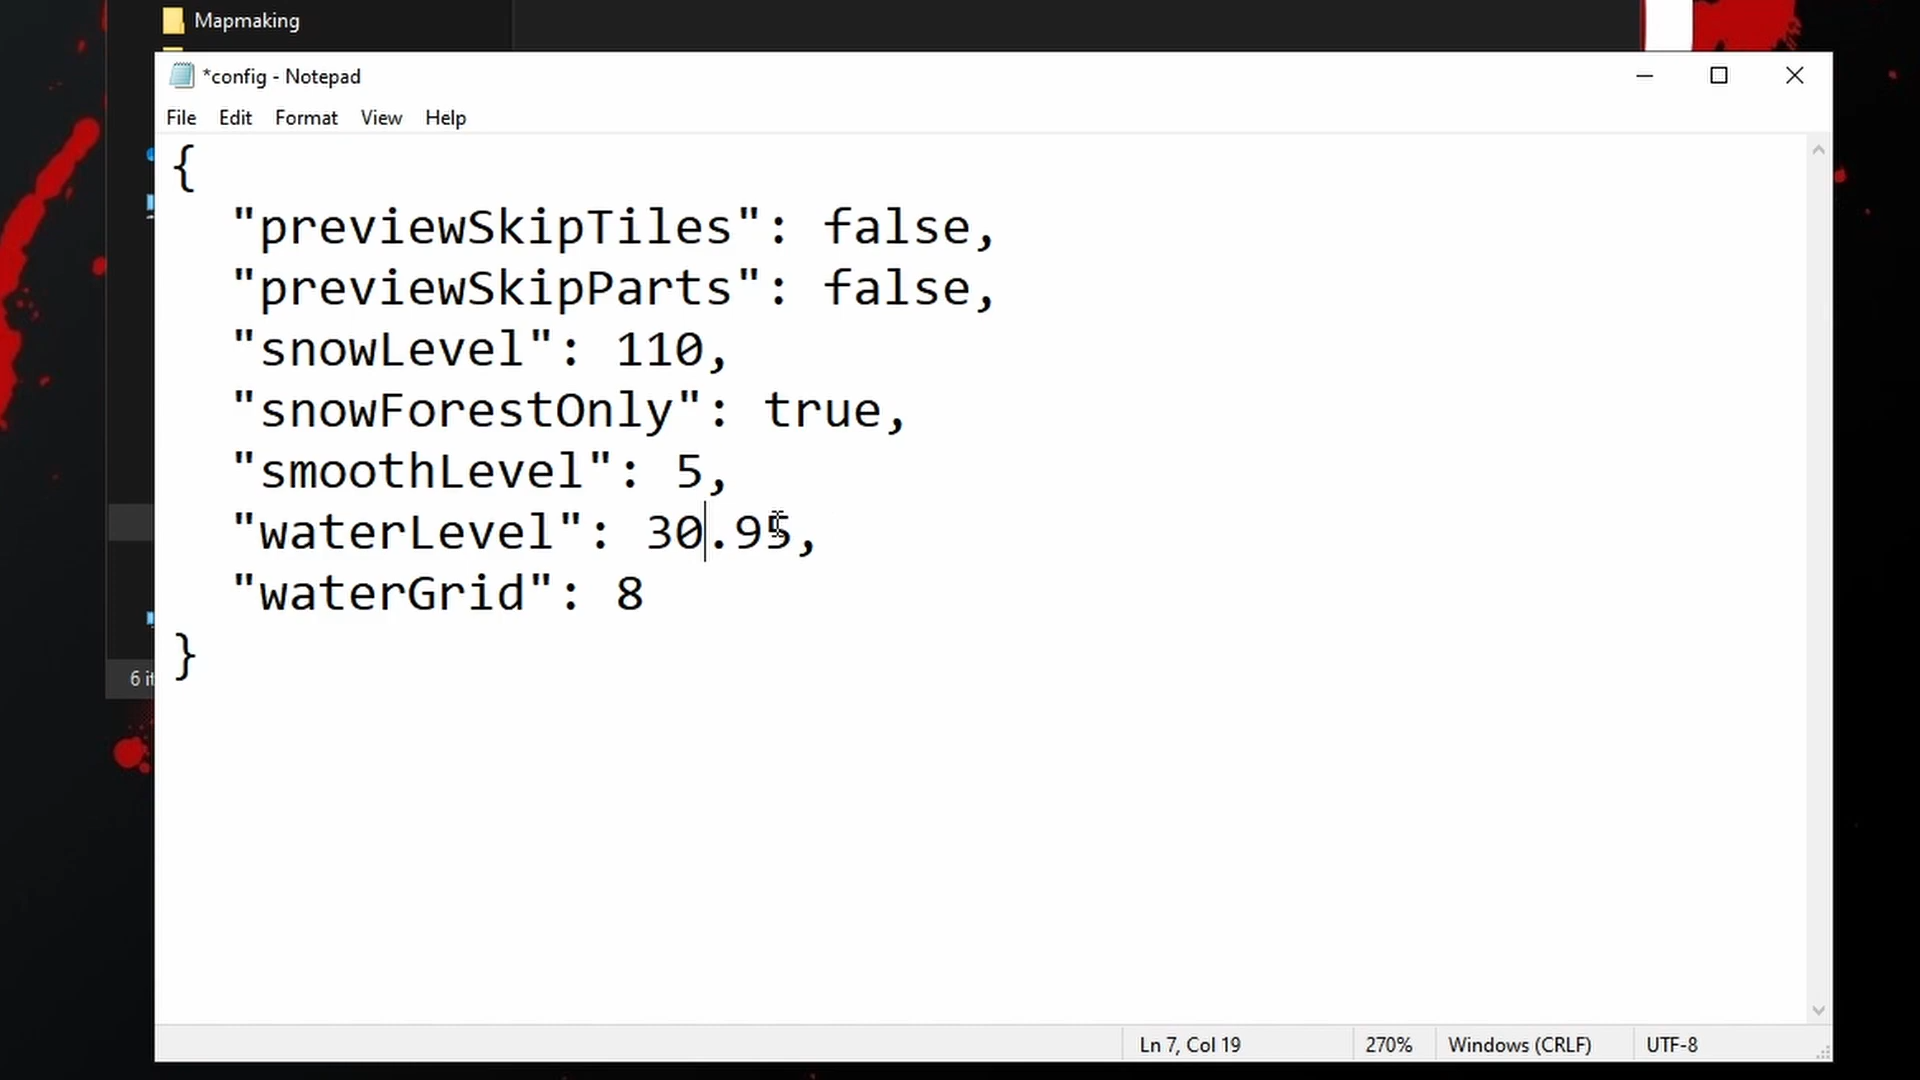 Mapmaking
*config - Notepad
File Edit Format View Help
{
"previewSkipTiles": false,
"previewSkipParts": false,
"snowLevel": 110,
"snowForestOnly": true,
"smoothLevel": 5,
"waterLevel": 30.95,
"waterGrid": 8
}
6
Ln 7, Col 19 270% Windows (CRLF) UTF-8